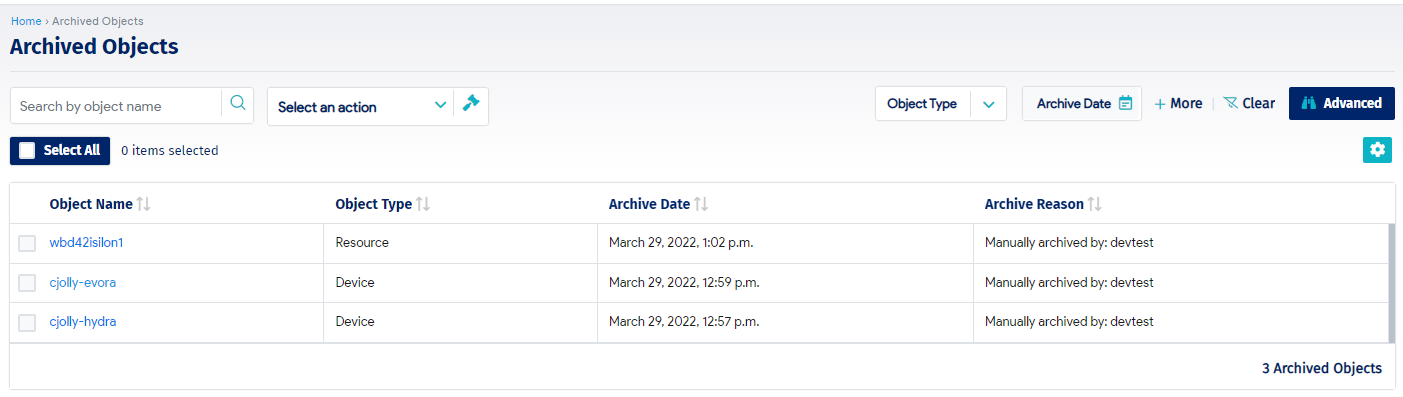 Home › Archived Objects
Archived Objects
Search by object name
Select an action
Object Type
Archive Date
+ More
Clear
Advanced
Select All
0 items selected
Object Name Object Type Archive Date Archive Reason
wbd42isilon1 Resource March 29, 2022, 1:02 p.m. Manually archived by: devtest
cjolly-evora Device March 29, 2022, 12:59 p.m. Manually archived by: devtest
cjolly-hydra Device March 29, 2022, 12:57 p.m. Manually archived by: devtest
3 Archived Objects